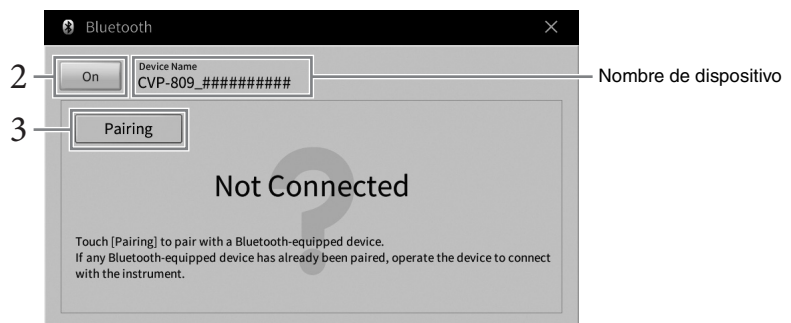 Bluetooth
2
On
Device Name
CVP-809_##########
Nombre de dispositivo
3
Pairing
Not Connected
?
Touch [Pairing] to pair with a Bluetooth-equipped device.
If any Bluetooth-equipped device has already been paired, operate the device to connect
with the instrument.